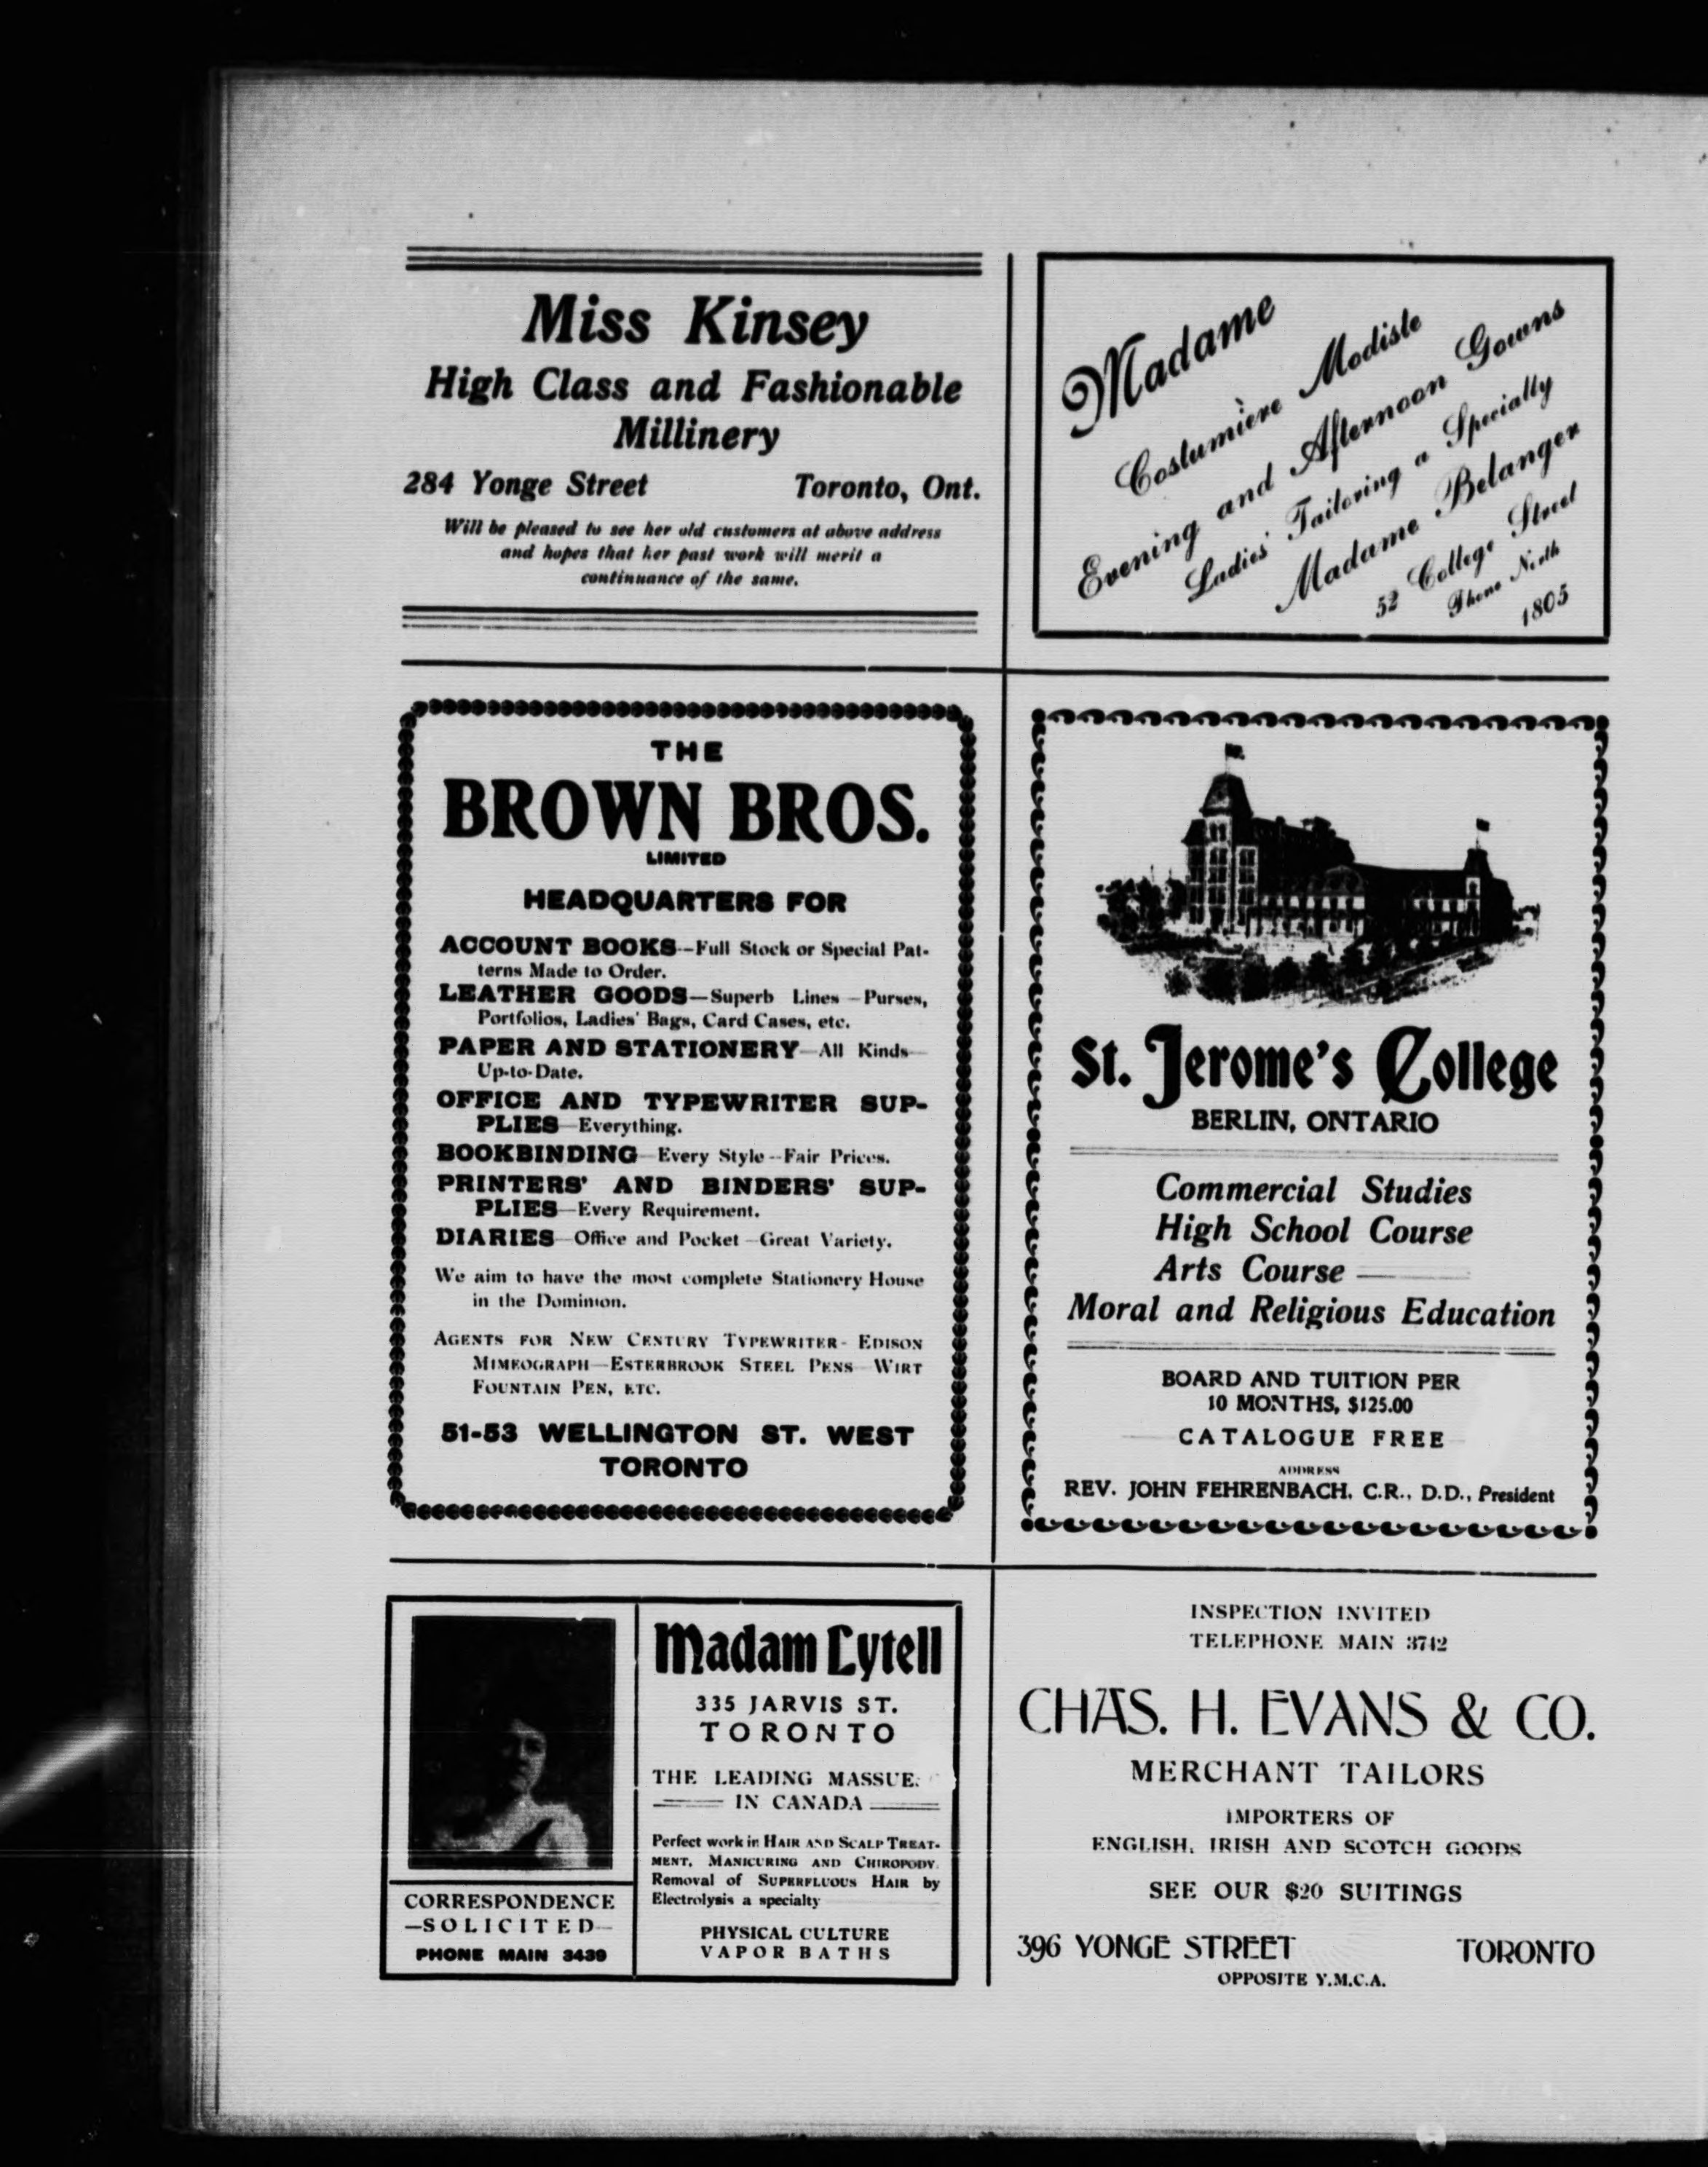 Miss Kinsey
High Class and Fashionable
Millinery
284 Yonge Street Toronto, Ont.
Will be pleased to see her old customers at above address
and hopes that her past work will merit a
continuance of the same.
Madame
Costumière Modiste
Evening and Afternoon Gowns
Ladies' Tailoring a Specialty
Madame Belanger
52 College Street
Phone North
1805
THE
BROWN BROS.
LIMITED
HEADQUARTERS FOR
ACCOUNT BOOKS—Full Stock or Special Pat-
terns Made to Order.
LEATHER GOODS—Superb Lines—Purses,
Portfolios, Ladies' Bags, Card Cases, etc.
PAPER AND STATIONERY—All Kinds—
Up-to-Date.
OFFICE AND TYPEWRITER SUP-
PLIES—Everything.
BOOKBINDING—Every Style—Fair Prices.
PRINTERS' AND BINDERS' SUP-
PLIES—Every Requirement.
DIARIES—Office and Pocket—Great Variety.
We aim to have the most complete Stationery House
in the Dominion.
AGENTS FOR NEW CENTURY TYPEWRITER—EDISON
MIMEOGRAPH—ESTERBROOK STEEL PENS—WIRT
FOUNTAIN PEN, ETC.
51-53 WELLINGTON ST. WEST
TORONTO
St. Jerome's College
BERLIN, ONTARIO
Commercial Studies
High School Course
Arts Course
Moral and Religious Education
BOARD AND TUITION PER
10 MONTHS, $125.00
CATALOGUE FREE
ADDRESS
REV. JOHN FEHRENBACH, C.R., D.D., President
CORRESPONDENCE
—SOLICITED—
PHONE MAIN 3439
Madam Lytell
335 JARVIS ST.
TORONTO
THE LEADING MASSUE
IN CANADA
Perfect work in HAIR AND SCALP TREAT-
MENT, MANICURING AND CHIROPODY.
Removal of SUPERFLUOUS HAIR by
Electrolysis a specialty
PHYSICAL CULTURE
VAPOR BATHS
INSPECTION INVITED
TELEPHONE MAIN 3742
CHAS. H. EVANS & CO.
MERCHANT TAILORS
IMPORTERS OF
ENGLISH, IRISH AND SCOTCH GOODS
SEE OUR $20 SUITINGS
396 YONGE STREET TORONTO
OPPOSITE Y.M.C.A.